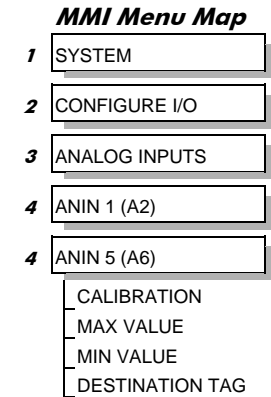 MMI Menu Map
1 SYSTEM
2 CONFIGURE I/O
3 ANALOG INPUTS
4 ANIN 1 (A2)
4 ANIN 5 (A6)
CALIBRATION
MAX VALUE
MIN VALUE
DESTINATION TAG